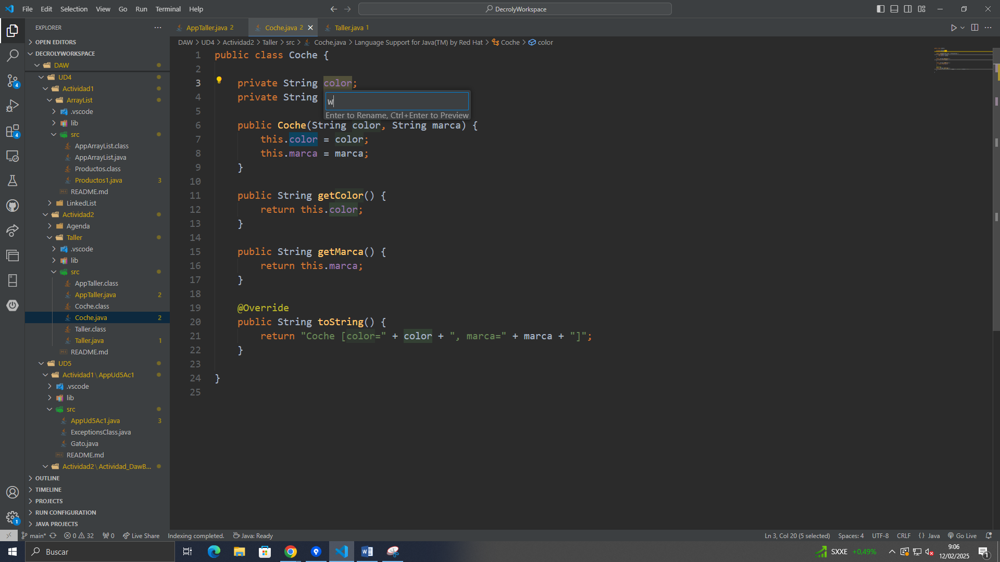 File Edit Selection View Go Run Terminal Help
DecrolyWorkspace
EXPLORER
OPEN EDITORS
DECROLYWORKSPACE
DAW
UD4
Actividad1
ArrayList
.vscode
lib
src
AppArrayList.class
AppArrayList.java
Productos.class
Productos1.java 3
README.md
LinkedList
Actividad2
Agenda
Taller
.vscode
lib
src
AppTaller.class
AppTaller.java 2
Coche.class
Coche.java 2
Taller.class
Taller.java 1
README.md
UD5
Actividad1\AppUd5Ac1
.vscode
lib
src
AppUd5Ac1.java 3
ExceptionsClass.java
Gato.java
README.md
Actividad2\Actividad_DawB...
OUTLINE
TIMELINE
PROJECTS
RUN CONFIGURATION
JAVA PROJECTS
4
4
1
AppTaller.java 2 Coche.java 2 Taller.java 1
DAW > UD4 > Actividad2 > Taller > src > Coche.java > Language Support for Java(TM) by Red Hat > Coche > color
1 public class Coche {
2
3 private String color;
4 private String
w
Enter to Rename, Ctrl+Enter to Preview
5
6 public Coche(String color, String marca) {
7 this.color = color;
8 this.marca = marca;
9 }
10
11 public String getColor() {
12 return this.color;
13 }
14
15 public String getMarca() {
16 return this.marca;
17 }
18
19 @Override
20 public String toString() {
21 return "Coche [color=" + color + ", marca=" + marca + "]";
22 }
23
24 }
25
main* 0 32 0 Live Share Indexing completed. Java: Ready
Ln 3, Col 20 (5 selected) Spaces: 4 UTF-8 CRLF {} Java Go Live
Buscar
SXXE +0,49%
9:06
12/02/2025
1